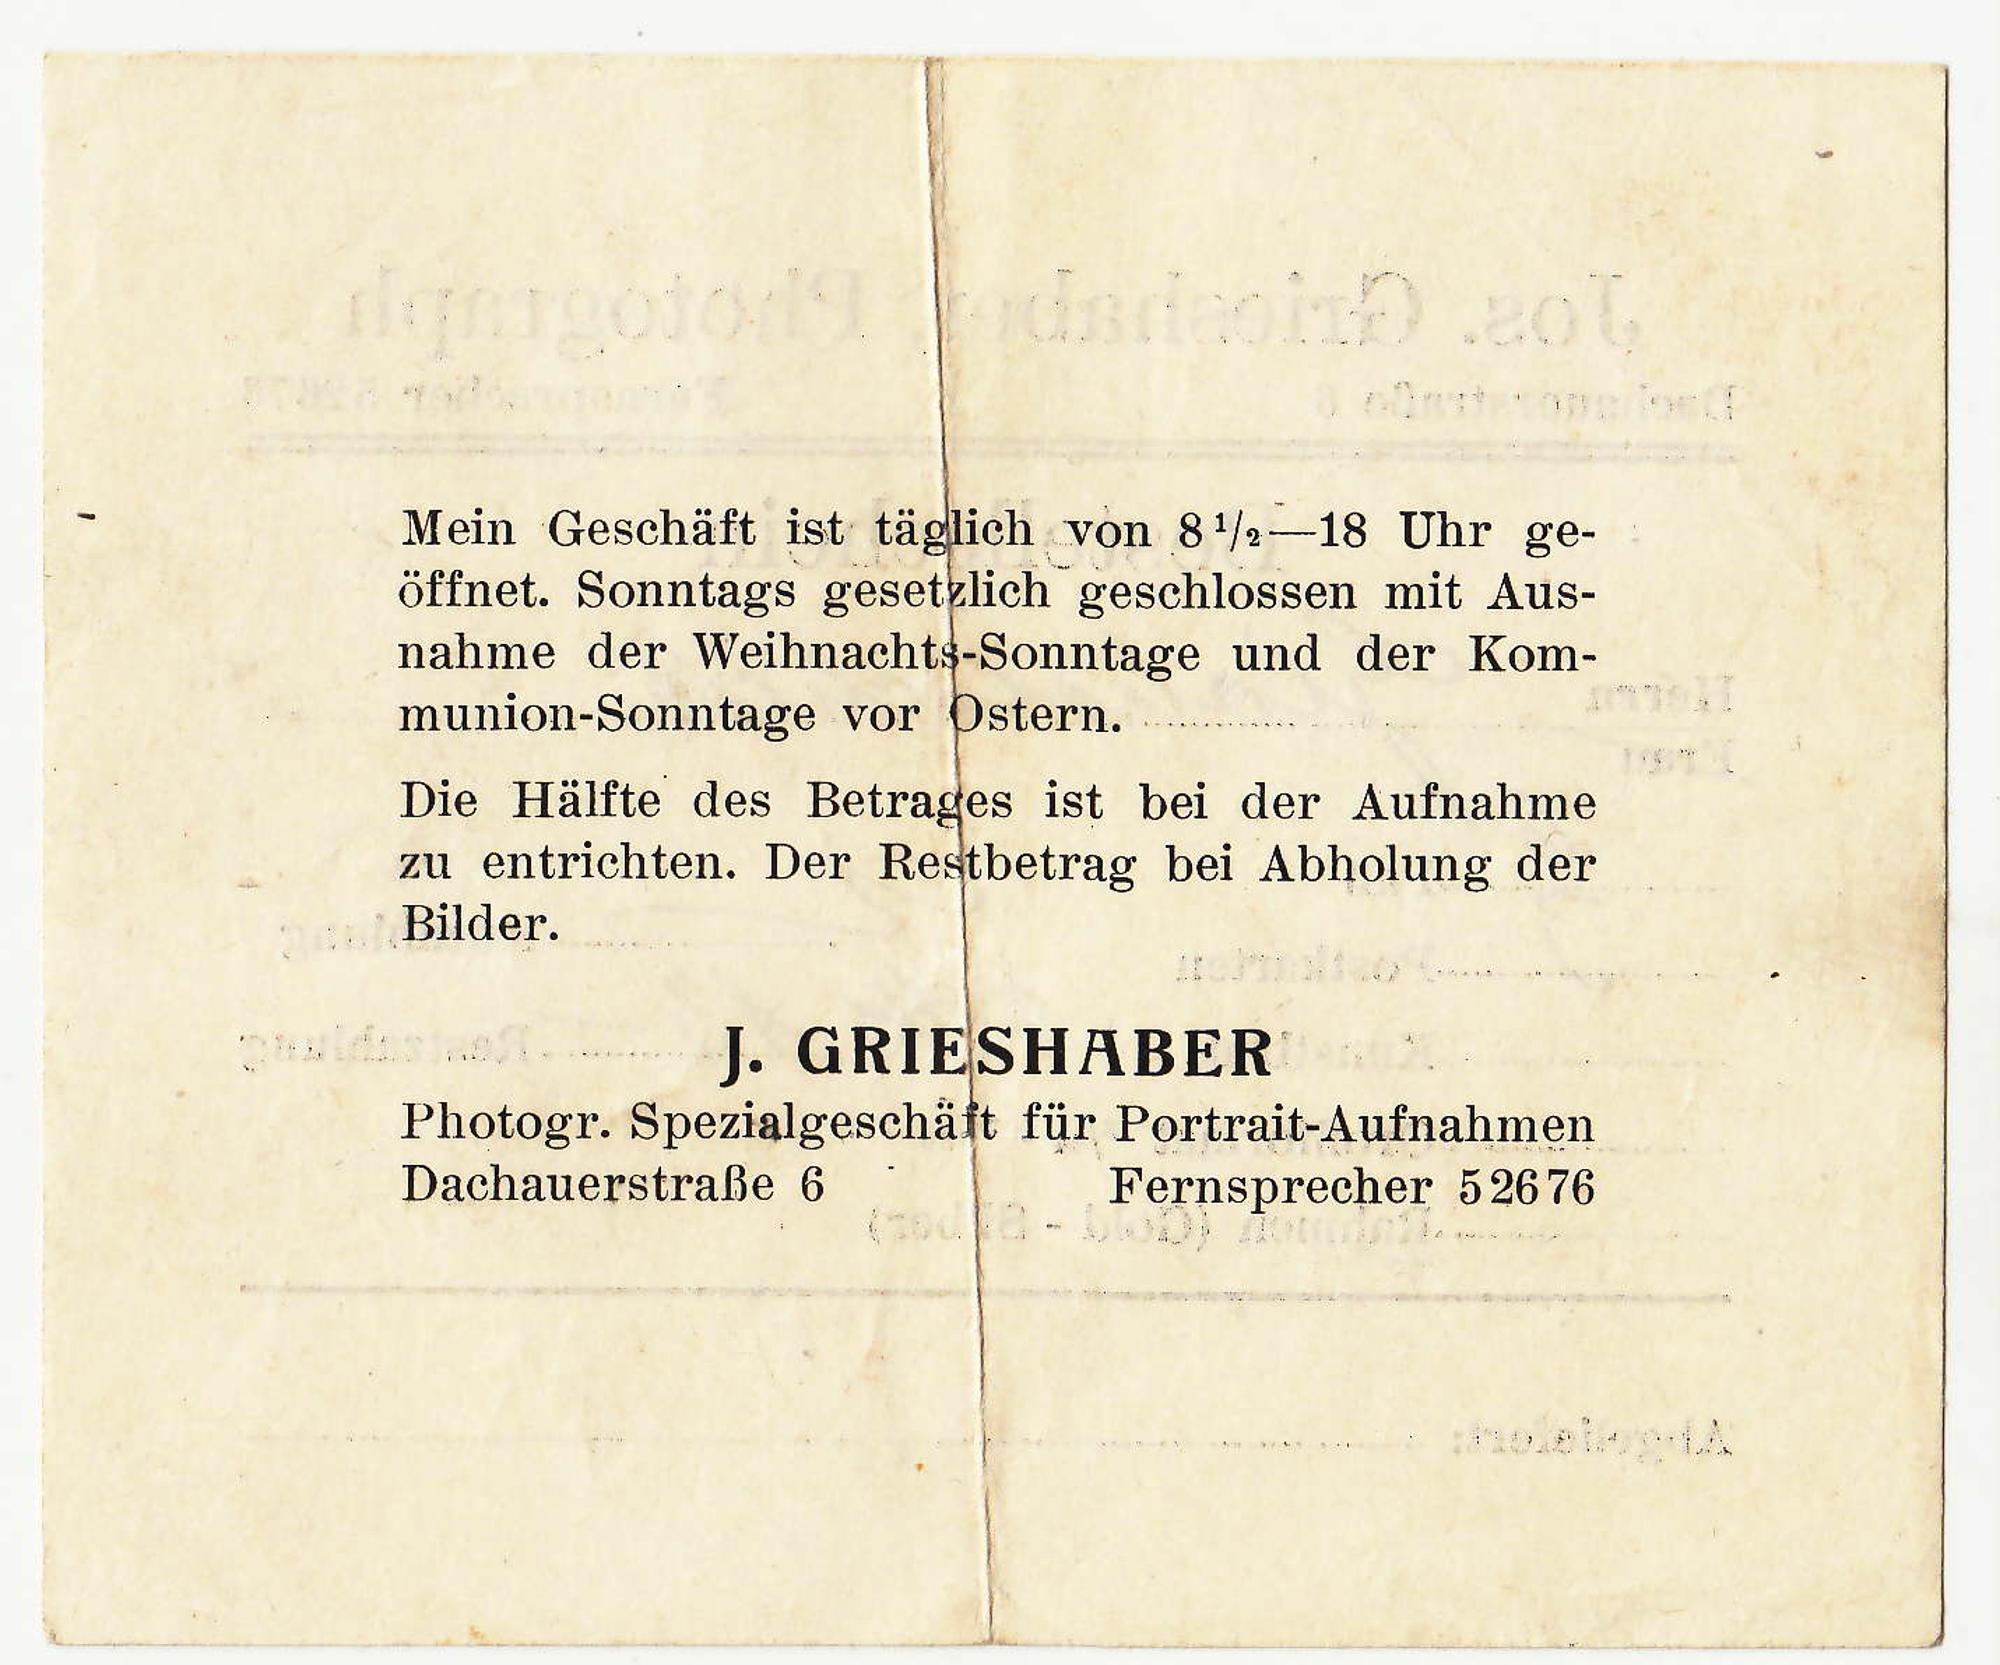 Mein Geschäft ist täglich von 8 1/2—18 Uhr ge-
öffnet. Sonntags gesetzlich geschlossen mit Aus-
nahme der Weihnachts-Sonntage und der Kom-
munion-Sonntage vor Ostern.
Die Hälfte des Betrages ist bei der Aufnahme
zu entrichten. Der Restbetrag bei Abholung der
Bilder.
J. GRIESHABER
Photogr. Spezialgeschäft für Portrait-Aufnahmen
Dachauerstraße 6 Fernsprecher 52676